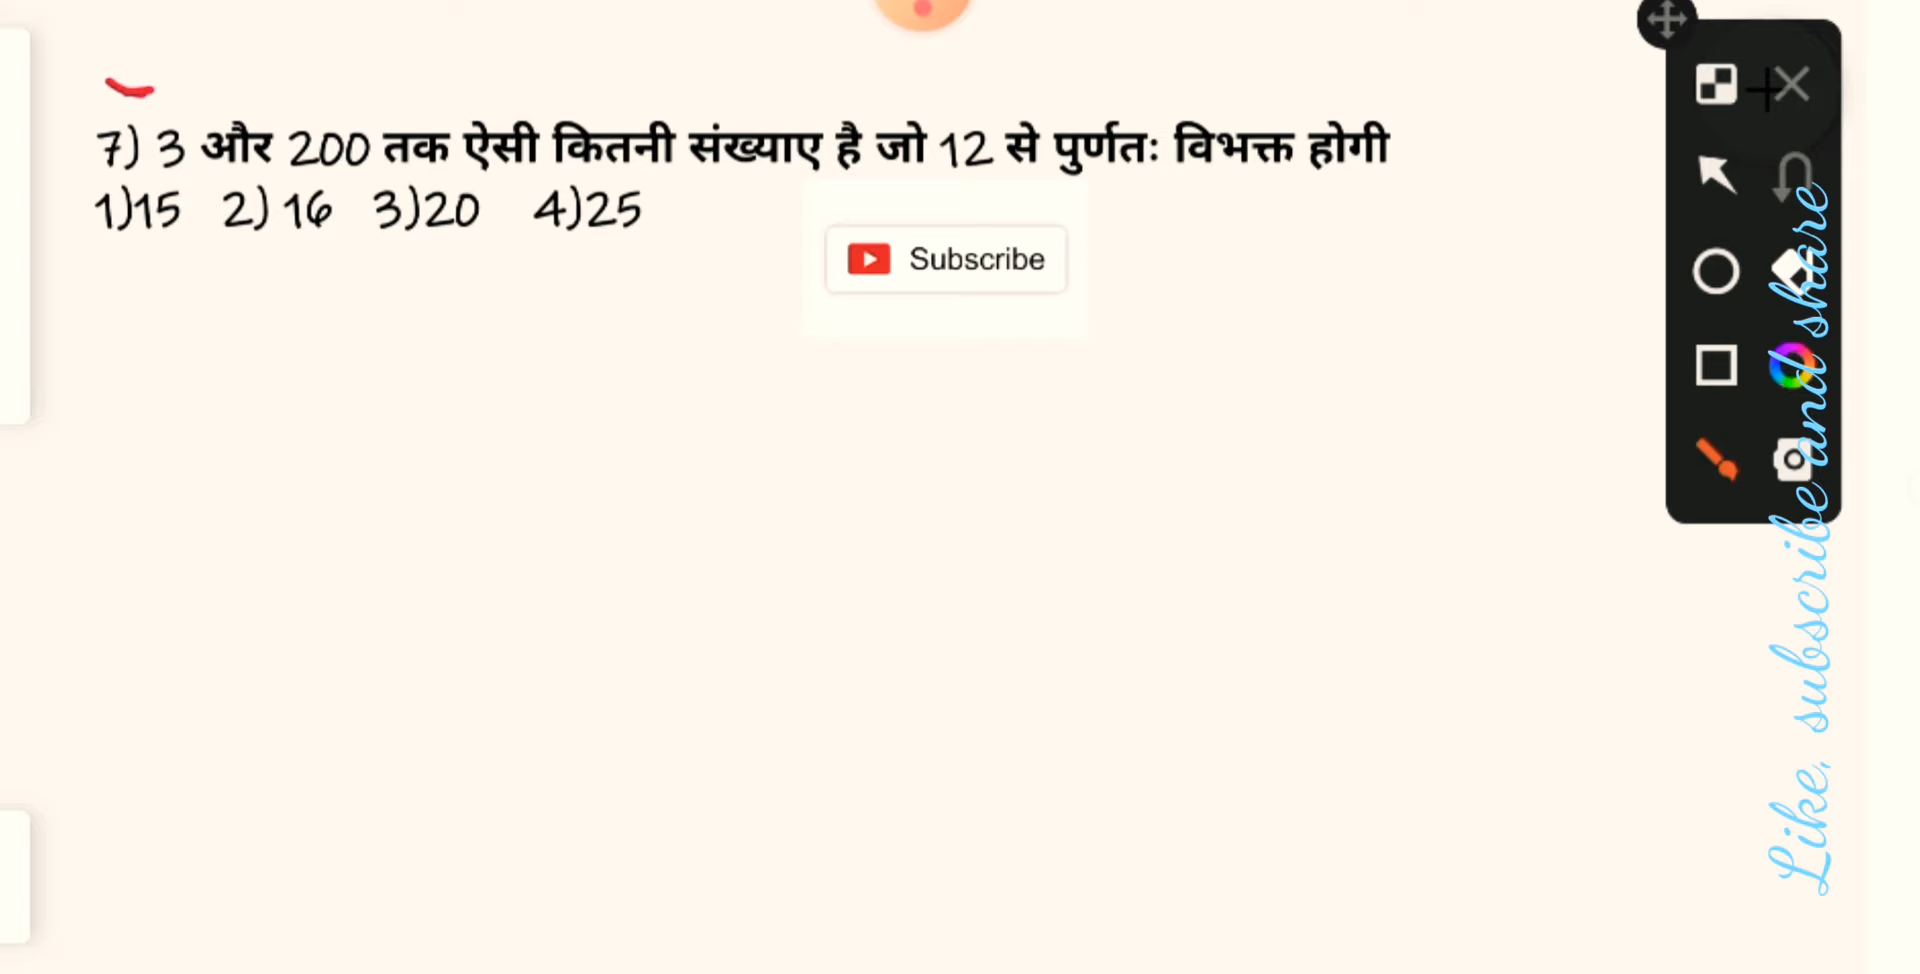 7) 3 और 200 तक ऐसी कितनी संख्याए है जो 12 से पुर्णतः विभक्त होगी
1)15 2) 16 3)20 4)25
Subscribe
Like, subscribe and share